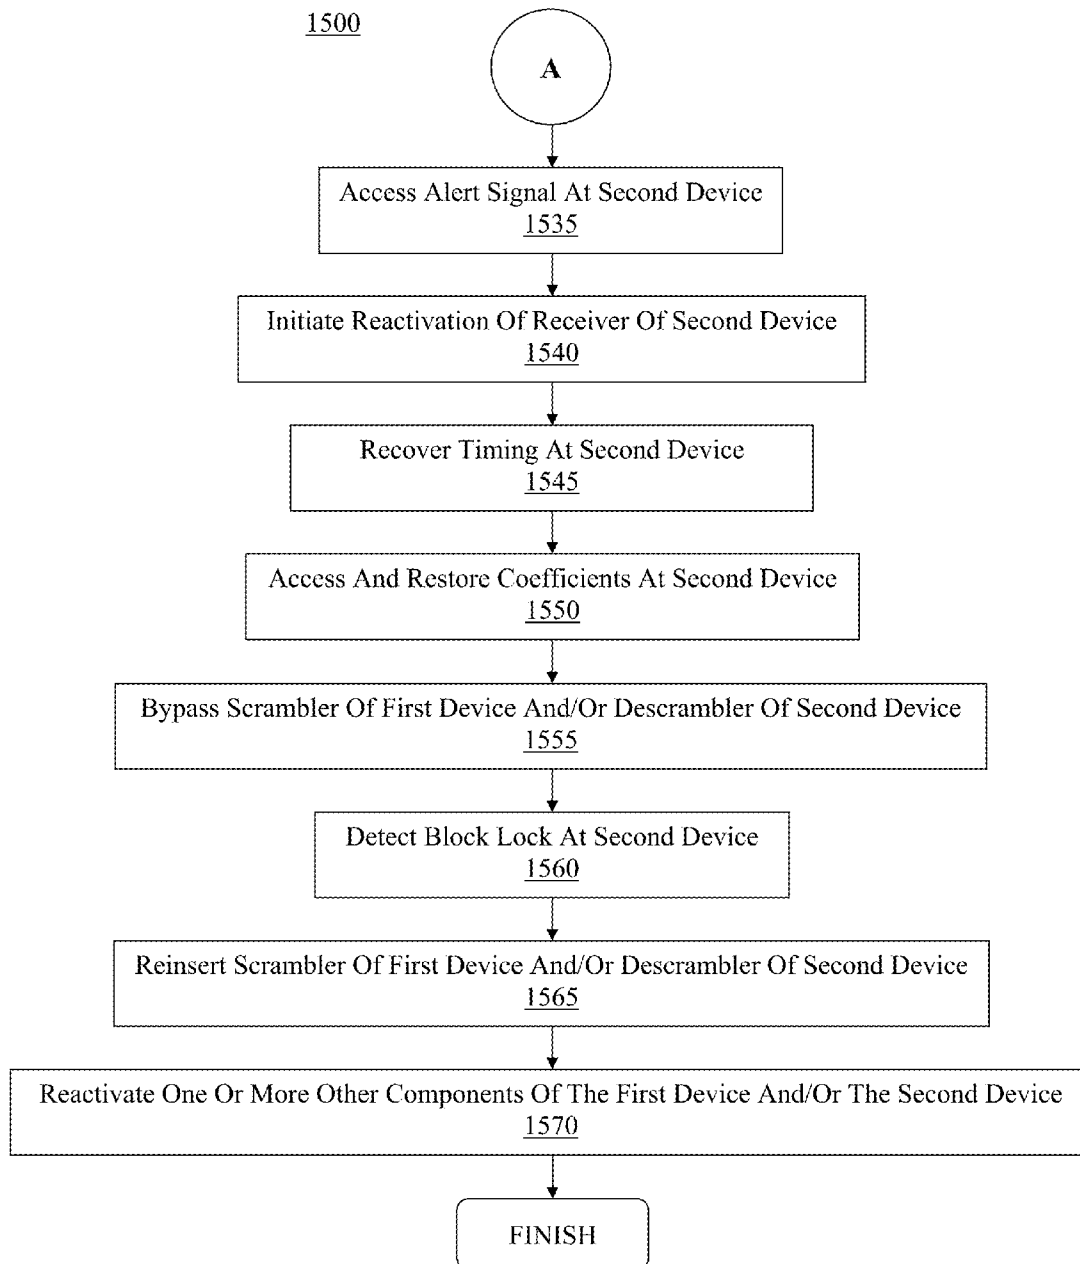 1500
A
Access Alert Signal At Second Device
1535
Initiate Reactivation Of Receiver Of Second Device
1540
Recover Timing At Second Device
1545
Access And Restore Coefficients At Second Device
1550
Bypass Scrambler Of First Device And/Or Descrambler Of Second Device
1555
Detect Block Lock At Second Device
1560
Reinsert Scrambler Of First Device And/Or Descrambler Of Second Device
1565
Reactivate One Or More Other Components Of The First Device And/Or The Second Device
1570
FINISH